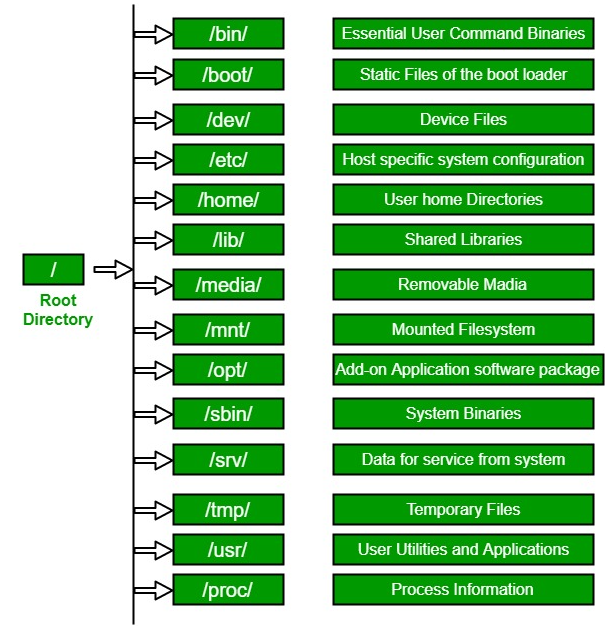 /bin/ Essential User Command Binaries
/boot/ Static Files of the boot loader
/dev/ Device Files
/etc/ Host specific system configuration
/home/ User home Directories
/lib/ Shared Libraries
/
Root
Directory
/media/ Removable Madia
/mnt/ Mounted Filesystem
/opt/ Add-on Application software package
/sbin/ System Binaries
/srv/ Data for service from system
/tmp/ Temporary Files
/usr/ User Utilities and Applications
/proc/ Process Information